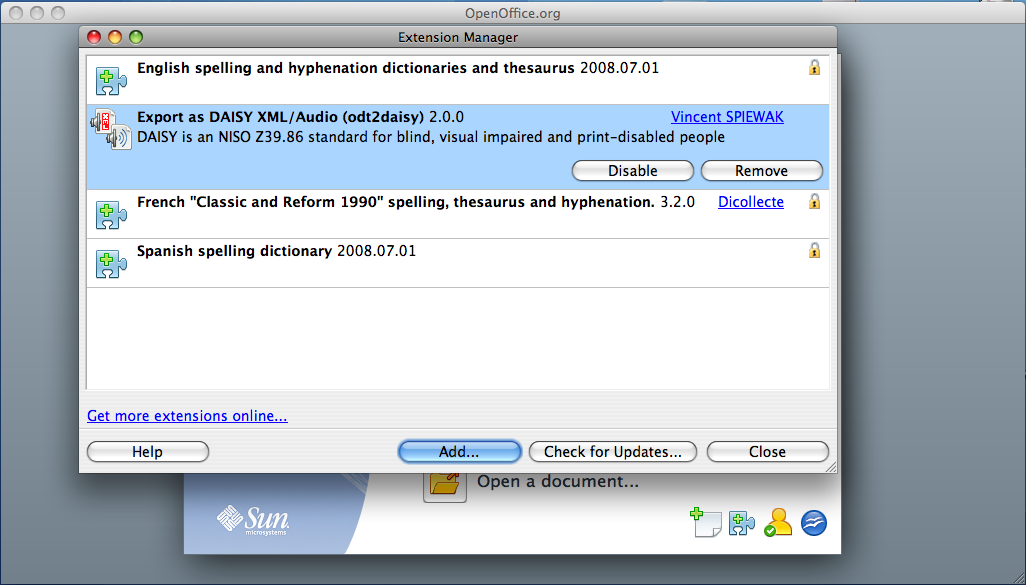 OpenOffice.org
Extension Manager
English spelling and hyphenation dictionaries and thesaurus 2008.07.01
Export as DAISY XML/Audio (odt2daisy) 2.0.0 Vincent SPIEWAK
DAISY is an NISO Z39.86 standard for blind, visual impaired and print-disabled people
Disable Remove
French "Classic and Reform 1990" spelling, thesaurus and hyphenation. 3.2.0 Dicollecte
Spanish spelling dictionary 2008.07.01
Get more extensions online...
Help Add... Check for Updates... Close
Open a document...
Sun
microsystems